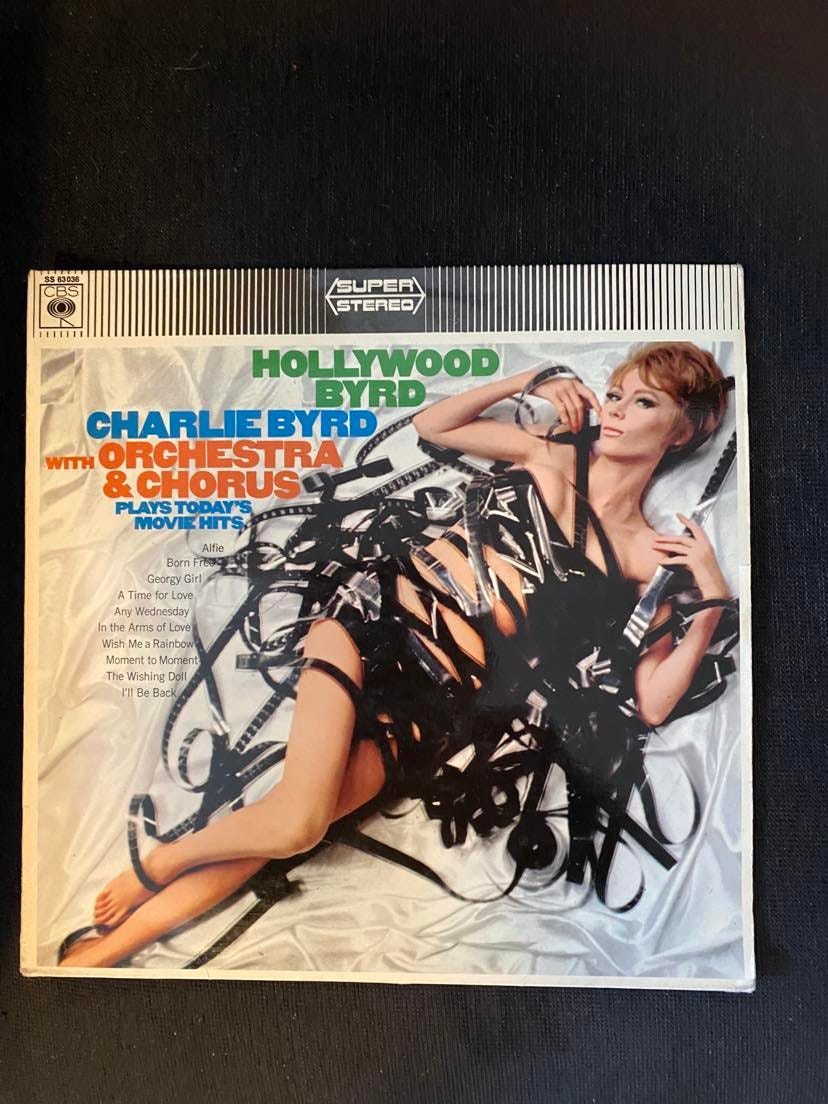 SS 63036
CBS
SUPER
STEREO
HOLLYWOOD
BYRD
CHARLIE BYRD
WITH ORCHESTRA
& CHORUS
PLAYS TODAY'S
MOVIE HITS.
Alfie
Born Free
Georgy Girl
A Time for Love
Any Wednesday
In the Arms of Love
Wish Me a Rainbow
Moment to Moment
The Wishing Doll
I'll Be Back